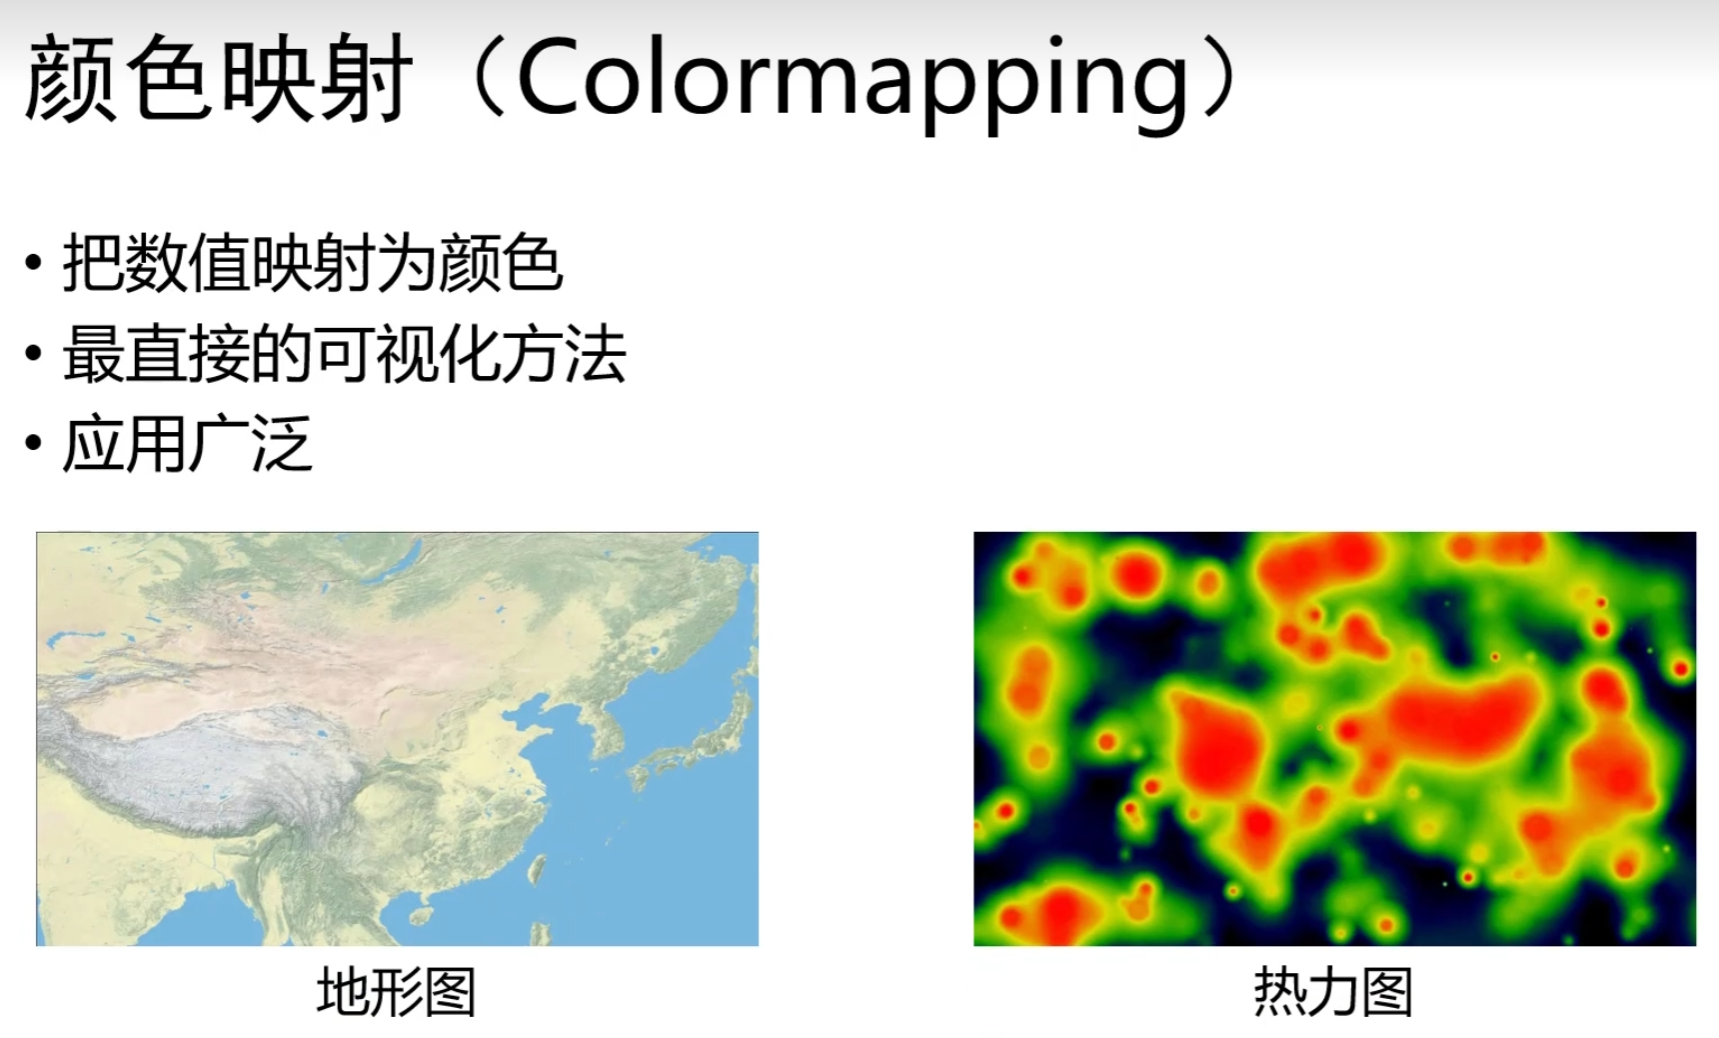 颜色映射（Colormapping）
• 把数值映射为颜色
• 最直接的可视化方法
• 应用广泛
地形图
热力图